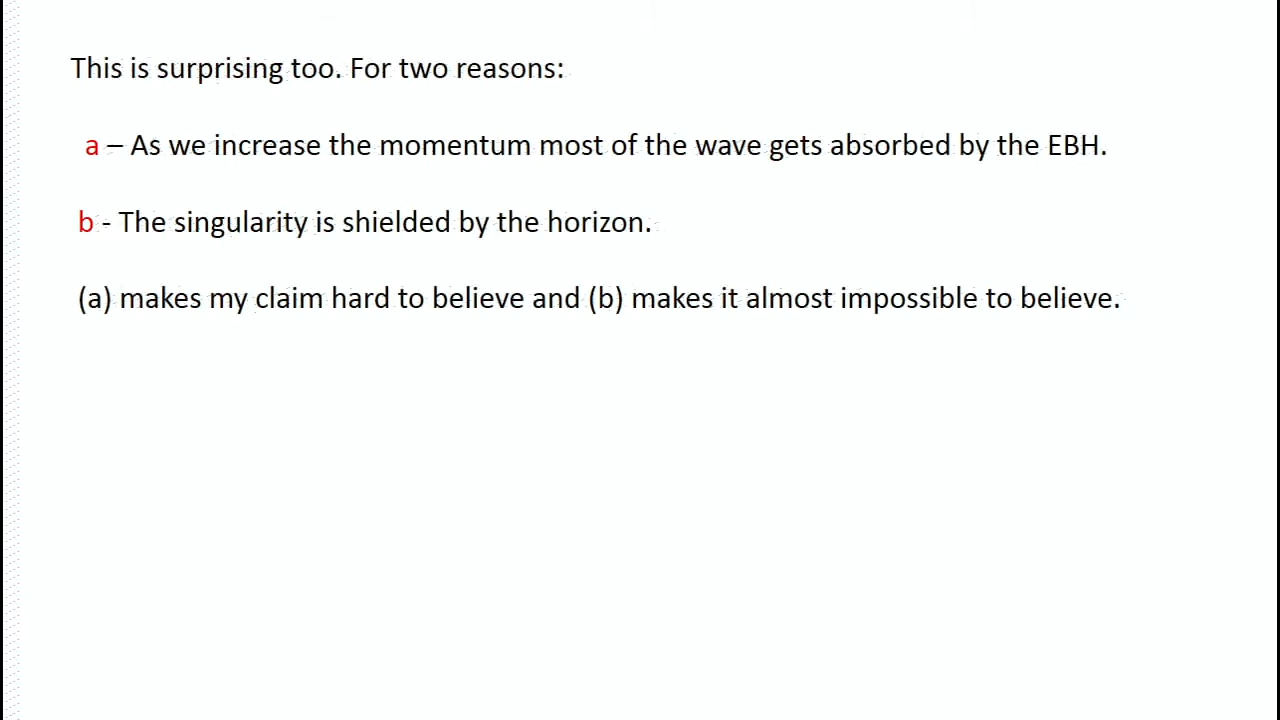 This is surprising too. For two reasons:
a – As we increase the momentum most of the wave gets absorbed by the EBH.
b - The singularity is shielded by the horizon.
(a) makes my claim hard to believe and (b) makes it almost impossible to believe.